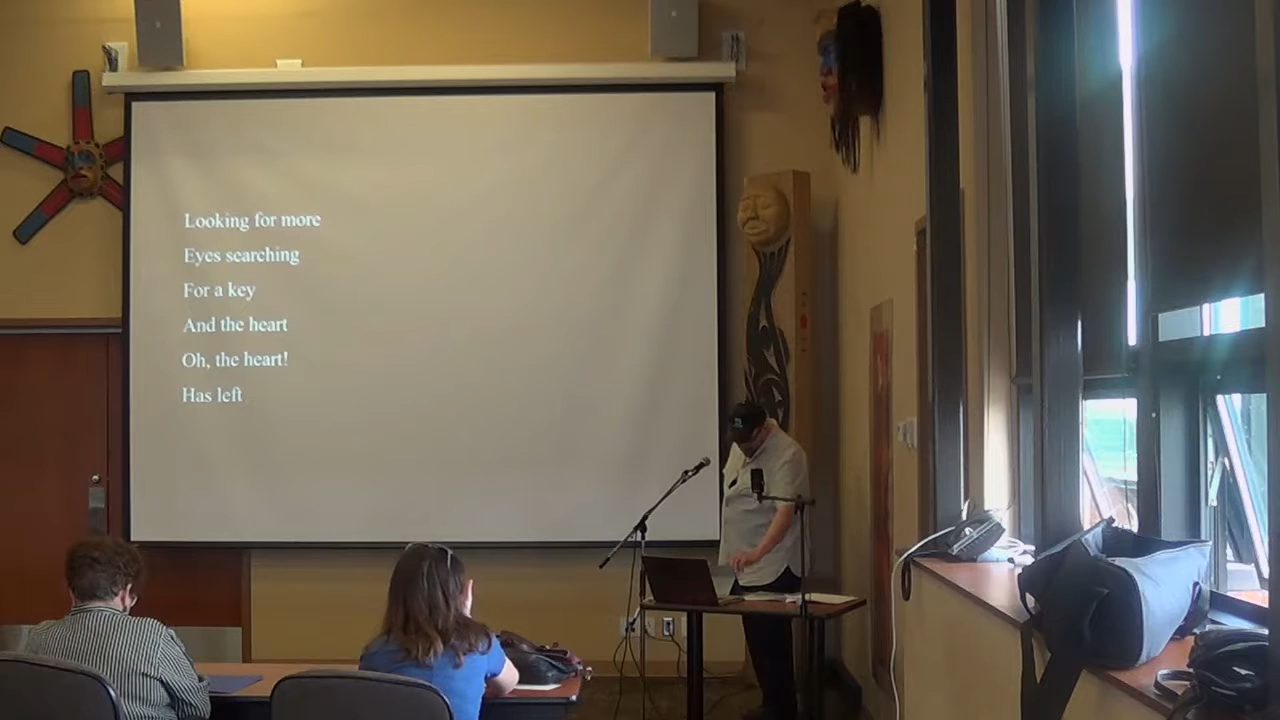 Looking for more
Eyes searching
For a key
And the heart
Oh, the heart!
Has left